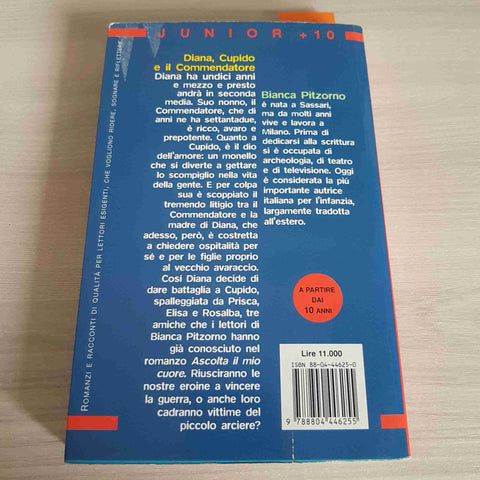 JUNIOR +10
ROMANZI E RACCONTI DI QUALITÀ PER LETTORI ESIGENTI, CHE VOGLIONO RIDERE, SOGNARE E RIFLETTERE
Diana, Cupido
e il Commendatore
Diana ha undici anni
e mezzo e presto
andrà in seconda
media. Suo nonno, il
Commendatore, che di
anni ne ha settantadue,
è ricco, avaro e
prepotente. Quanto a
Cupido, è il dio
dell'amore: un monello
che si diverte a gettare
lo scompiglio nella vita
della gente. E per colpa
sua è scoppiato il
tremendo litigio tra il
Commendatore e la
madre di Diana, che
adesso, però, è costretta
a chiedere ospitalità per
sé e per le figlie proprio
al vecchio avaraccio.
Così Diana decide di
dare battaglia a Cupido,
spalleggiata da Prisca,
Elisa e Rosalba, tre
amiche che i lettori di
Bianca Pitzorno hanno
già conosciuto nel
romanzo Ascolta il mio
cuore. Riusciranno le
nostre eroine a vincere
la guerra, o anche loro
cadranno vittime del
piccolo arciere?
Bianca Pitzorno
è nata a Sassari,
ma da molti anni
vive e lavora a
Milano. Prima di
dedicarsi alla scrittura
si è occupata di
archeologia, di teatro
e di televisione. Oggi
è considerata la più
importante autrice
italiana per l'infanzia,
largamente tradotta
all'estero.
A PARTIRE
DAI
10 ANNI
Lire 11.000
ISBN 88-04-44625-0
9 788804 446255